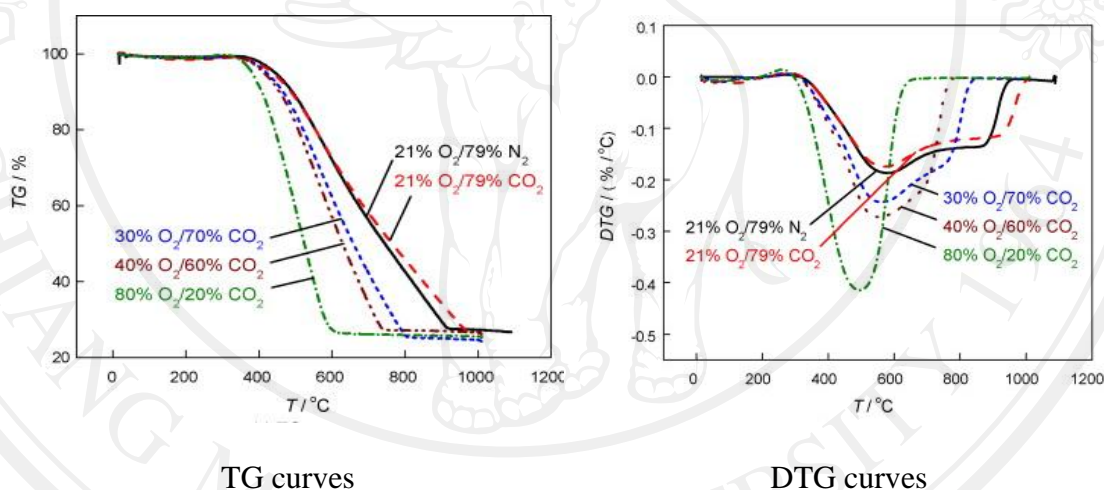 100
80
60
40
20
TG / %
21% O2/79% N2
21% O2/79% CO2
30% O2/70% CO2
40% O2/60% CO2
80% O2/20% CO2
0 200 400 600 800 1000 1200
T / °C
TG curves
0.1
0.0
-0.1
-0.2
-0.3
-0.4
-0.5
DTG / ( % /°C)
30% O2/70% CO2
21% O2/79% N2
40% O2/60% CO2
21% O2/79% CO2
80% O2/20% CO2
0 200 400 600 800 1000 1200
T / °C
DTG curves